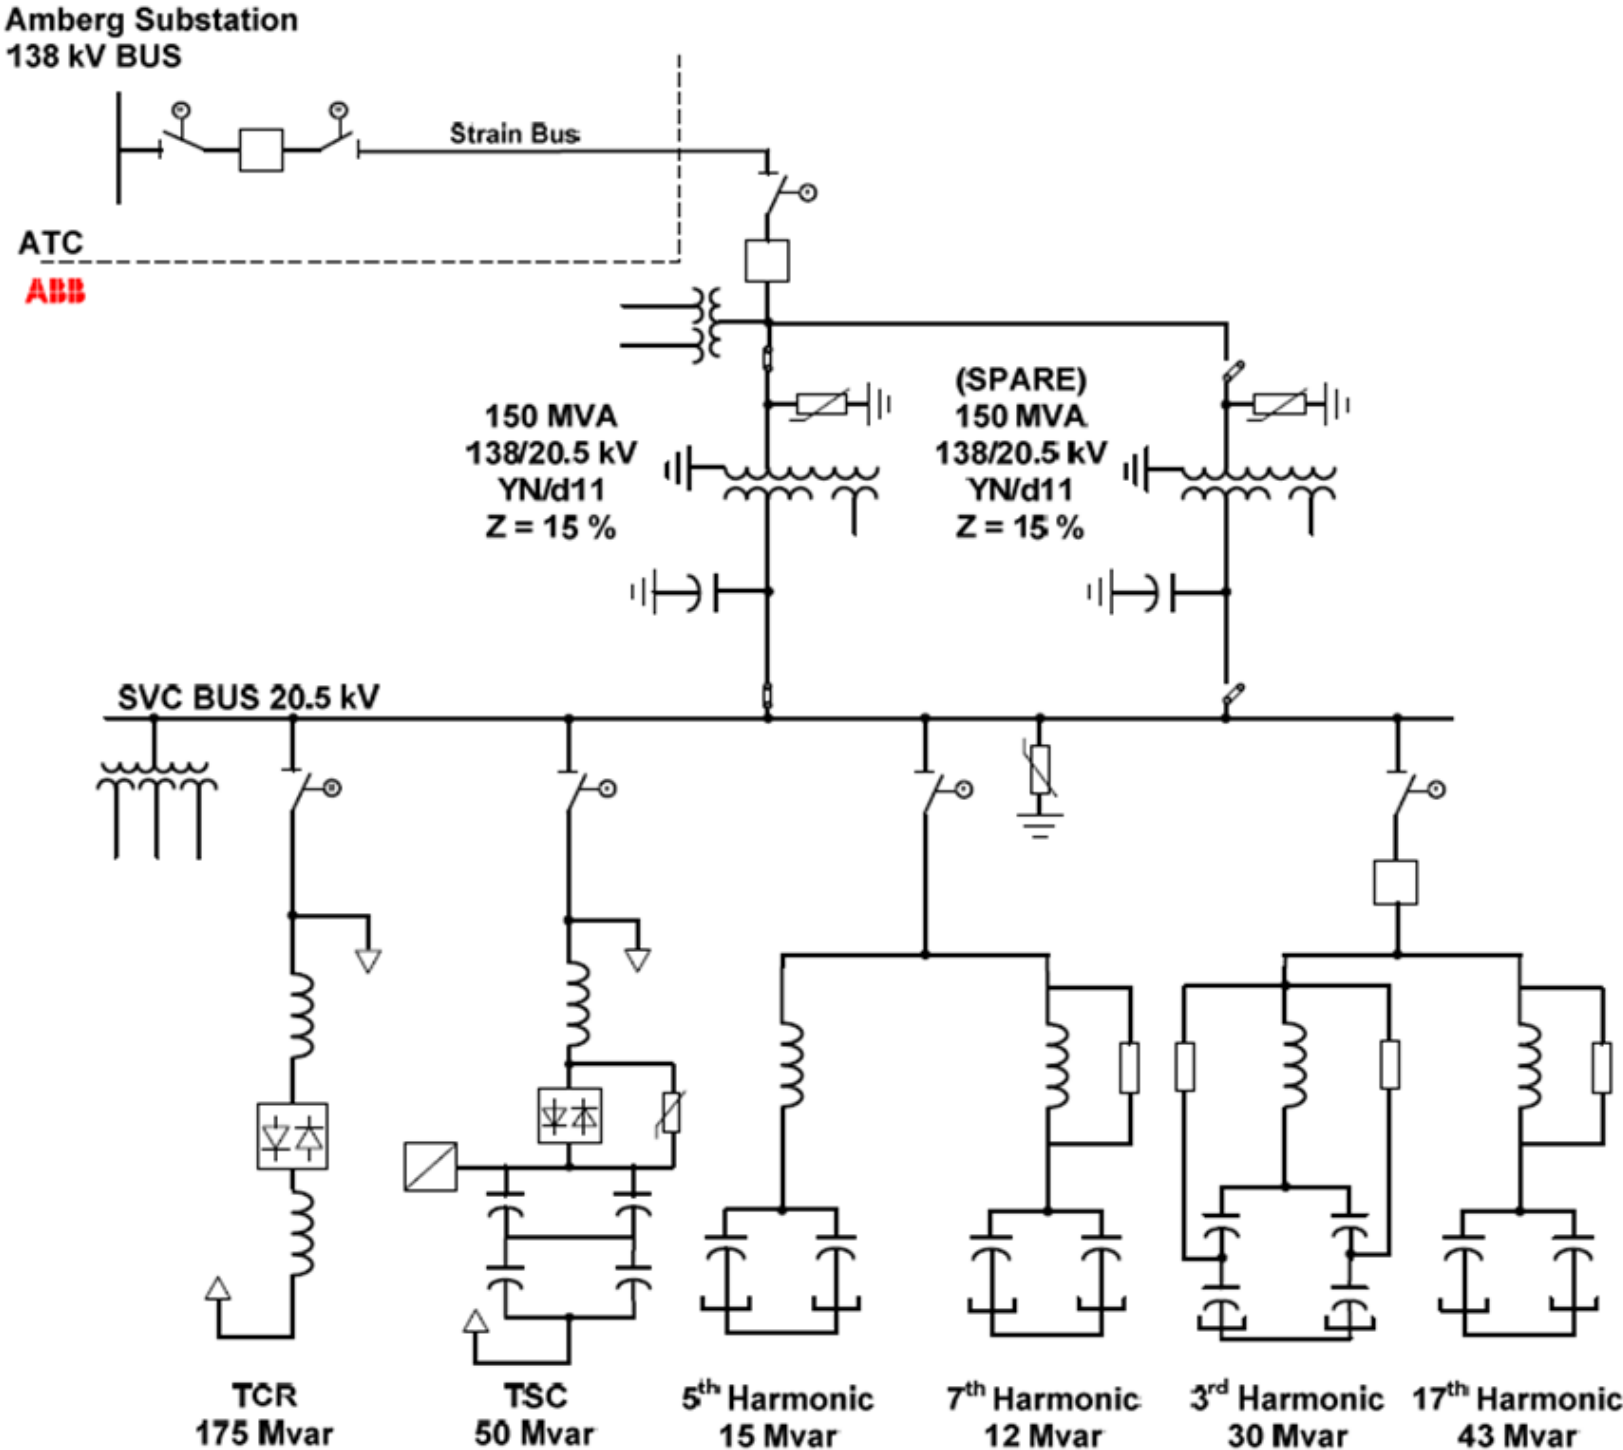 Amberg Substation
138 kV BUS
Strain Bus
ATC
ABB
150 MVA
138/20.5 kV
YN/d11
Z = 15 %
(SPARE)
150 MVA
138/20.5 kV
YN/d11
Z = 15 %
SVC BUS 20.5 kV
TCR
175 Mvar
TSC
50 Mvar
5th Harmonic
15 Mvar
7th Harmonic
12 Mvar
3rd Harmonic
30 Mvar
17th Harmonic
43 Mvar